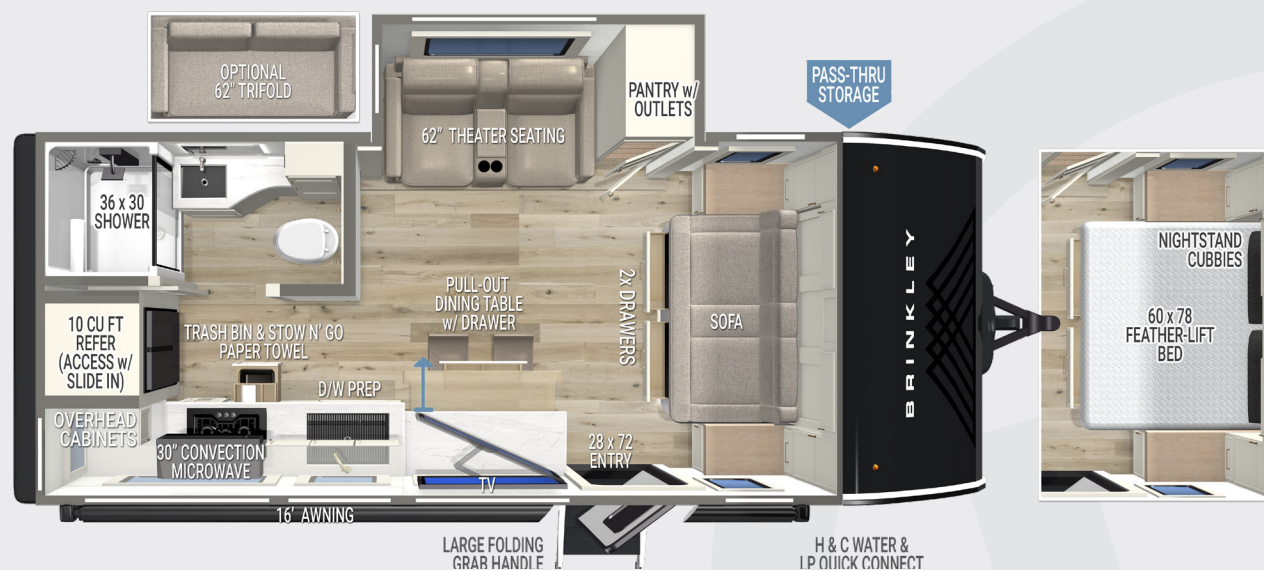 OPTIONAL
62" TRIFOLD
PASS-THRU
STORAGE
PANTRY w/
OUTLETS
62" THEATER SEATING
36 x 30
SHOWER
NIGHTSTAND
CUBBIES
PULL-OUT
DINING TABLE
w/ DRAWER
2x DRAWERS
SOFA
BRINKLEY
60 x 78
FEATHER-LIFT
BED
10 CU FT
REFER
(ACCESS w/
SLIDE IN)
TRASH BIN & STOW N' GO
PAPER TOWEL
D/W PREP
OVERHEAD
CABINETS
30" CONVECTION
MICROWAVE
28 x 72
ENTRY
TV
16' AWNING
LARGE FOLDING
GRAB HANDLE
H & C WATER &
LP QUICK CONNECT